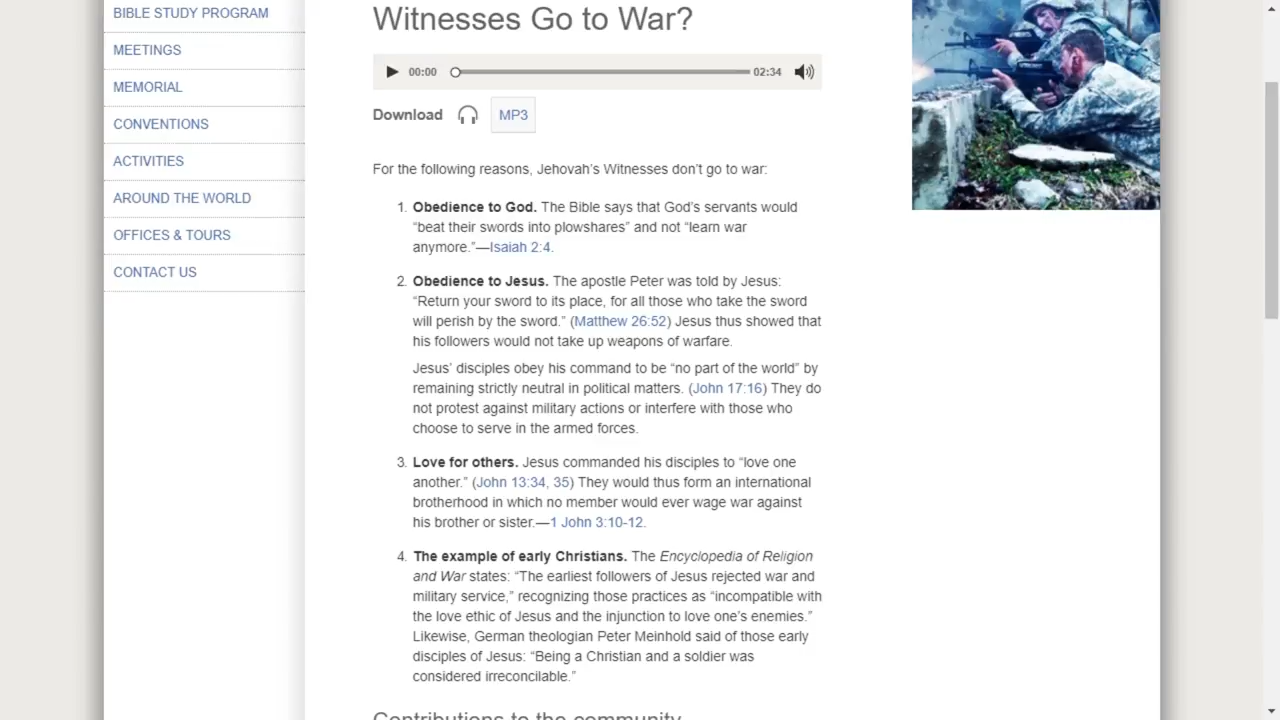 BIBLE STUDY PROGRAM
MEETINGS
MEMORIAL
CONVENTIONS
ACTIVITIES
AROUND THE WORLD
OFFICES & TOURS
CONTACT US
Witnesses Go to War?
00:00
02:34
Download
MP3
For the following reasons, Jehovah’s Witnesses don’t go to war:
1. Obedience to God. The Bible says that God’s servants would
“beat their swords into plowshares” and not “learn war
anymore.”—Isaiah 2:4.
2. Obedience to Jesus. The apostle Peter was told by Jesus:
“Return your sword to its place, for all those who take the sword
will perish by the sword.” (Matthew 26:52) Jesus thus showed that
his followers would not take up weapons of warfare.
Jesus’ disciples obey his command to be “no part of the world” by
remaining strictly neutral in political matters. (John 17:16) They do
not protest against military actions or interfere with those who
choose to serve in the armed forces.
3. Love for others. Jesus commanded his disciples to “love one
another.” (John 13:34, 35) They would thus form an international
brotherhood in which no member would ever wage war against
his brother or sister.—1 John 3:10-12.
4. The example of early Christians. The Encyclopedia of Religion
and War states: “The earliest followers of Jesus rejected war and
military service,” recognizing those practices as “incompatible with
the love ethic of Jesus and the injunction to love one’s enemies.”
Likewise, German theologian Peter Meinhold said of those early
disciples of Jesus: “Being a Christian and a soldier was
considered irreconcilable.”
Contributions to the community